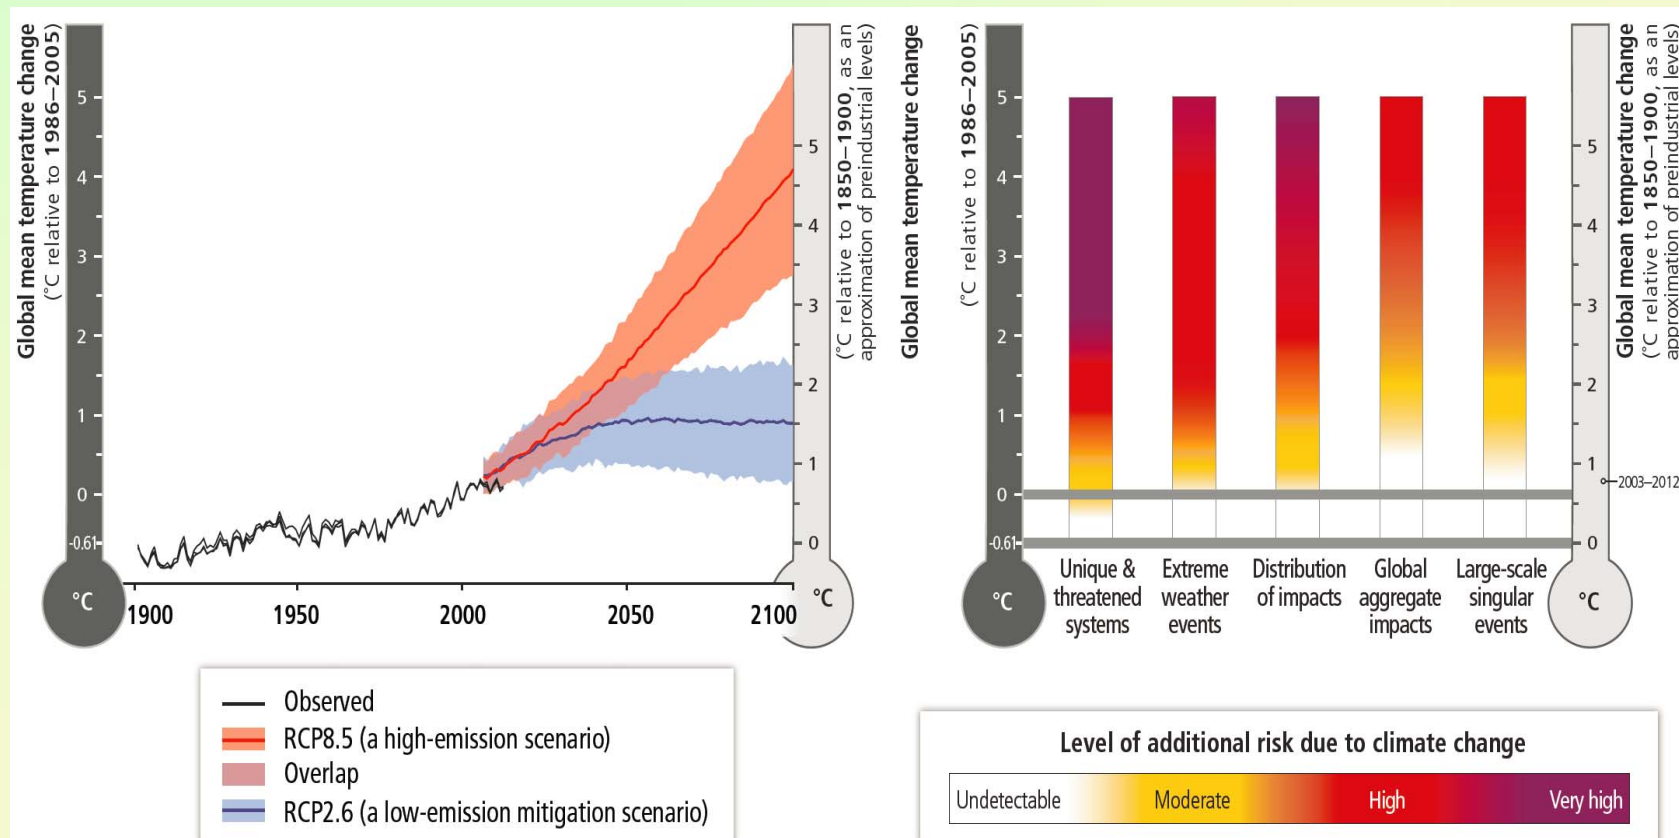 Global mean temperature change
(°C relative to 1986–2005)
5
4
3
2
1
0
-0.61
°C
1900
1950
2000
2050
2100
5
4
3
2
1
0
°C
(°C relative to 1850–1900, as an
approximation of preindustrial levels)
Observed
RCP8.5 (a high-emission scenario)
Overlap
RCP2.6 (a low-emission mitigation scenario)
Global mean temperature change
(°C relative to 1986–2005)
5
4
3
2
1
0
-0.61
°C
Unique &
threatened
systems
Extreme
weather
events
Distribution
of impacts
Global
aggregate
impacts
Large-scale
singular
events
5
4
3
2
1
0
°C
2003–2012
Global mean temperature change
(°C relative to 1850–1900, as an
approximation of preindustrial levels)
Level of additional risk due to climate change
Undetectable
Moderate
High
Very high